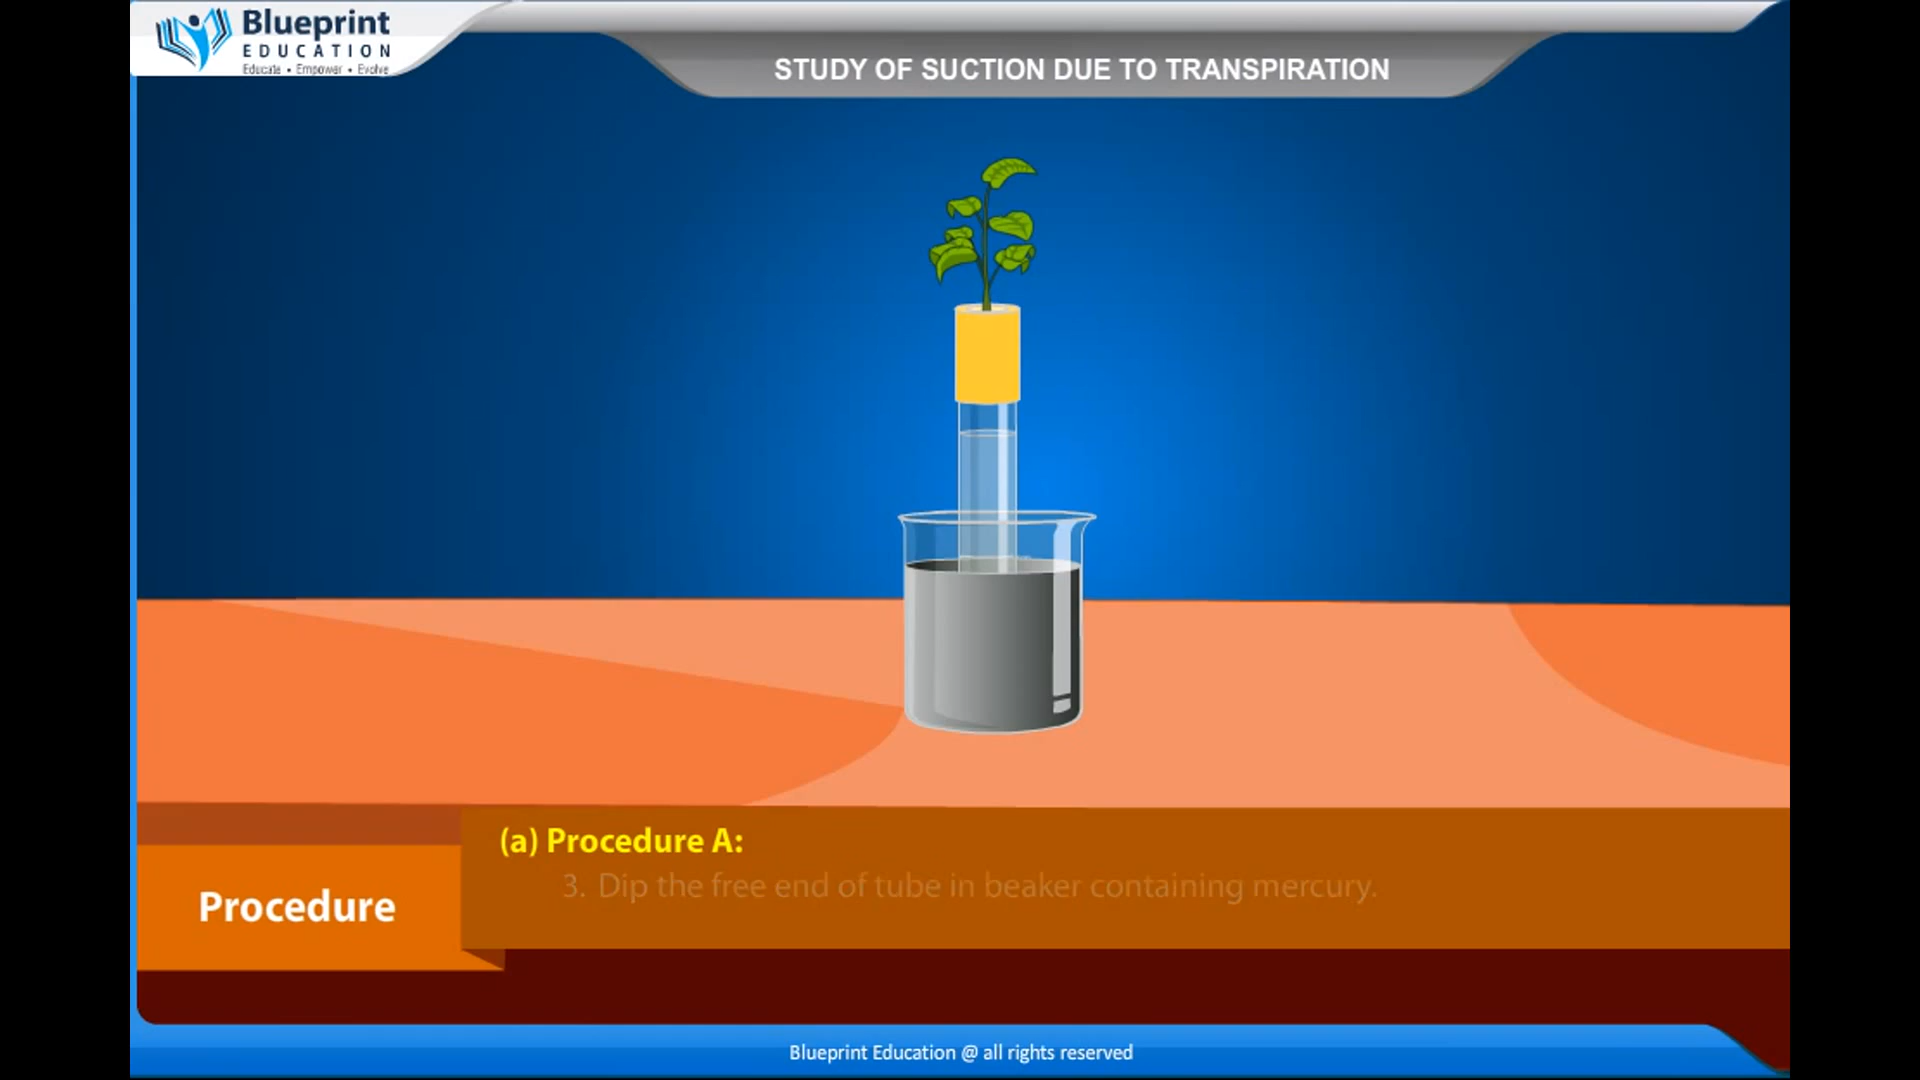 Blueprint
EDUCATION
Educate • Empower • Evolve
STUDY OF SUCTION DUE TO TRANSPIRATION
(a) Procedure A:
3. Dip the free end of tube in beaker containing mercury.
Procedure
Blueprint Education @ all rights reserved